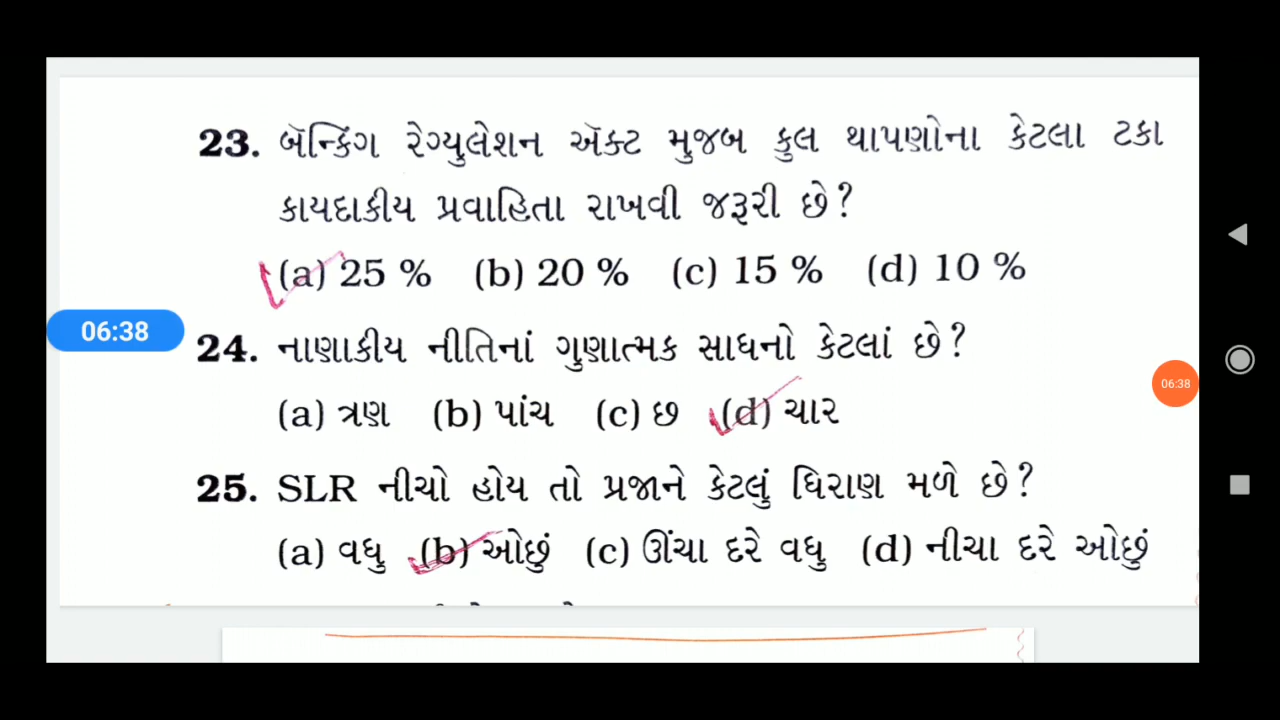 23. બૅન્કિંગ રેગ્યુલેશન ઍક્ટ મુજબ કુલ થાપણોના કેટલા ટકા
કાયદાકીય પ્રવાહિતા રાખવી જરૂરી છે?
(a) 25 % (b) 20 % (c) 15 % (d) 10 %
06:38
24. નાણાકીય નીતિનાં ગુણાત્મક સાધનો કેટલાં છે?
06:38
(a) ત્રણ (b) પાંચ (c) છ (d) ચાર
25. SLR નીચો હોય તો પ્રજાને કેટલું ધિરાણ મળે છે?
(a) વધુ (b) ઓછું (c) ઊંચા દરે વધુ (d) નીચા દરે ઓછું